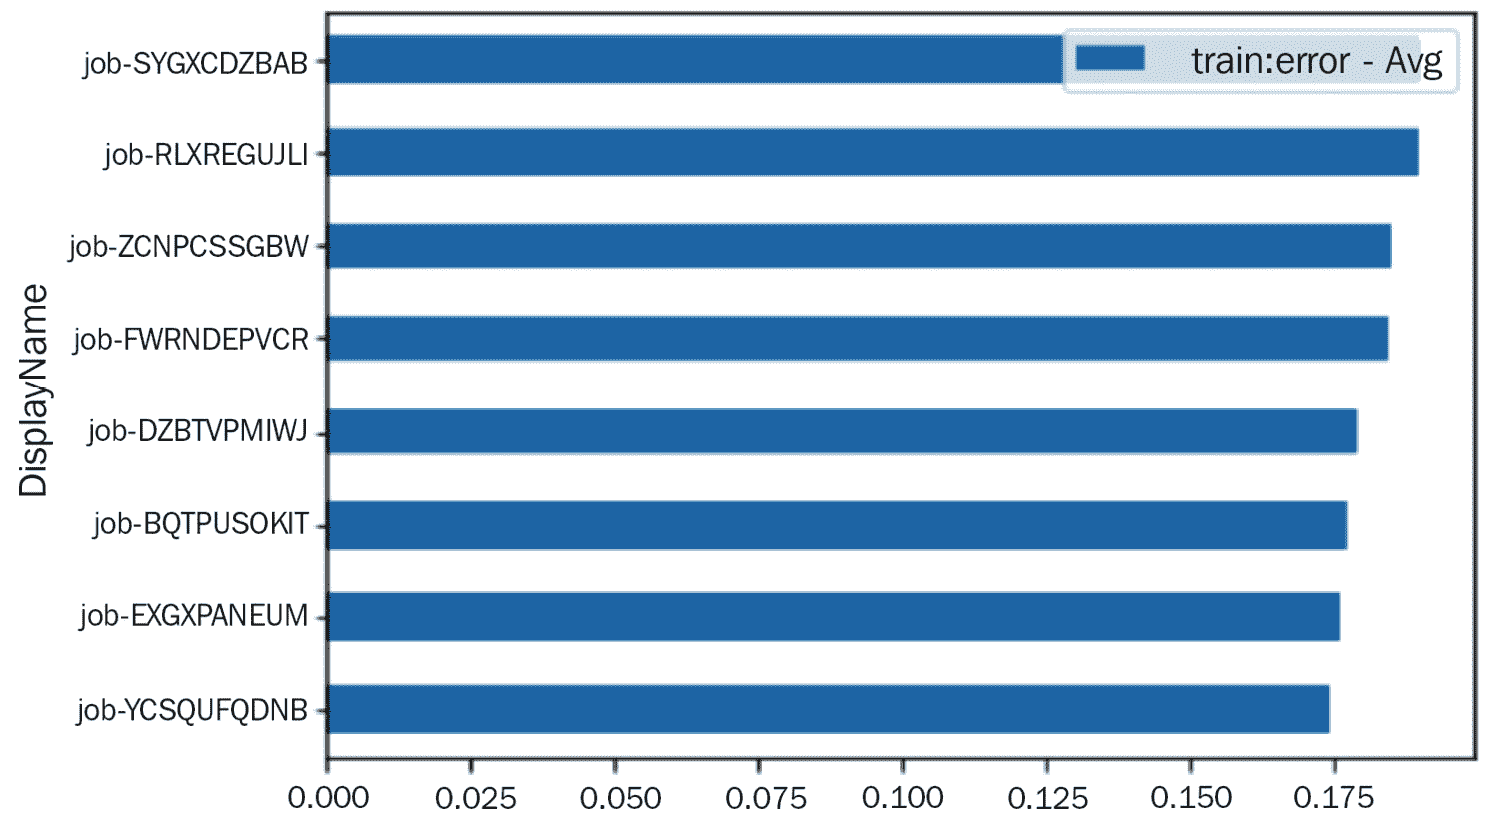 train:error - Avg
DisplayName
job-SYGXCDZBAB
job-RLXREGUJLI
job-ZCNPCSSGBW
job-FWRNDEPVCR
job-DZBTVPMIWJ
job-BQTPUSOKIT
job-EXGXPANEUM
job-YCSQUFQDNB
0.000 0.025 0.050 0.075 0.100 0.125 0.150 0.175